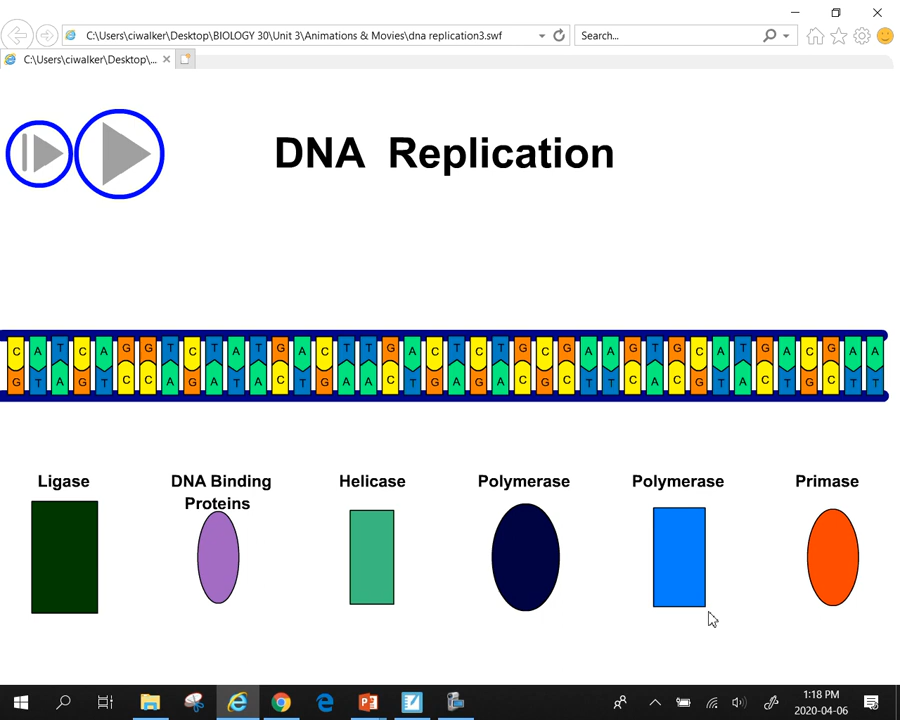 C:\Users\ciwalker\Desktop\BIOLOGY 30\Unit 3\Animations & Movies\dna replication3.swf
Search...
C:\Users\ciwalker\Desktop\...
DNA Replication
C A T C A G G T C T A T G A C T T G A C T C T G C G A A G T G C A T G A C G A A
G T A G T C C A G A T A C T G A A C T G A G A C G C T T C A C G T A C T G C T T
Ligase
DNA Binding
Proteins
Helicase
Polymerase
Polymerase
Primase
1:18 PM
2020-04-06